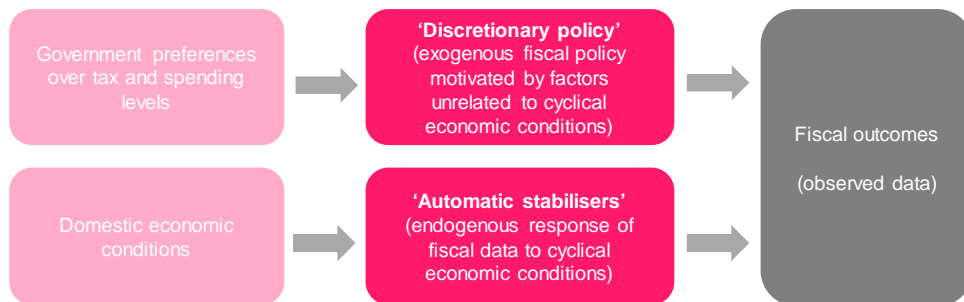 Government preferences
over tax and spending
levels
‘Discretionary policy’
(exogenous fiscal policy
motivated by factors
unrelated to cyclical
economic conditions)
Fiscal outcomes
(observed data)
Domestic economic
conditions
‘Automatic stabilisers’
(endogenous response of
fiscal data to cyclical
economic conditions)